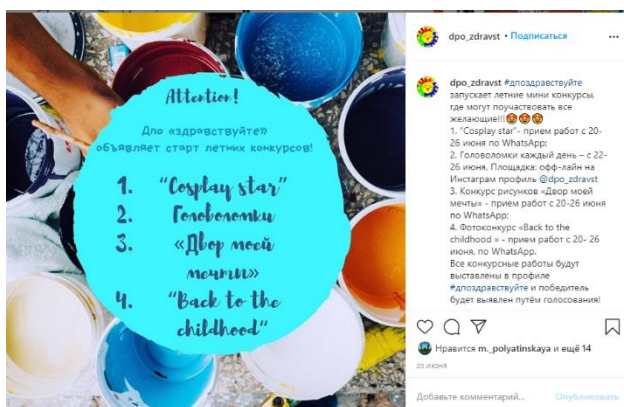 Attention!
Дпо «здравствуйте»
объявляет старт летних конкурсов!
1. "Cosplay star"
2. Головоломки
3. «Двор моей
мечты»
4. "Back to the
childhood"
dpo_zdravst • Подписаться
dpo_zdravst #дпоздравствуйте
запускает летние мини конкурсы,
где могут поучаствовать все
желающие!!!🤩🤩🤩
1. "Cosplay star"- прием работ с 20-
26 июня по WhatsApp;
2. Головоломки каждый день – с 22-
26 июня, Площадка: офф-лайн на
Инстаграм профиль @dpo_zdravst
3. Конкурс рисунков «Двор моей
мечты» - прием работ с 20-26 июня
по WhatsApp;
4. Фотоконкурс «Back to the
childhood » - прием работ с 20- 26
июня, по WhatsApp.
Все конкурсные работы будут
выставлены в профиле
#дпоздравствуйте и победитель
будет выявлен путём голосования!
Нравится m._polyatinskaya и ещё 14
20 ИЮНЯ
Добавьте комментарий... Опубликовать